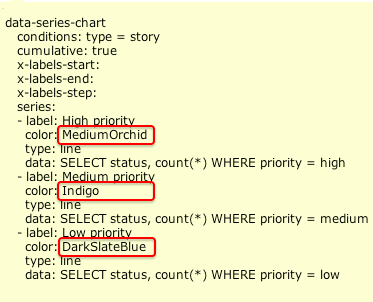 data-series-chart
conditions: type = story
cumulative: true
x-labels-start:
x-labels-end:
x-labels-step:
series:
- label: High priority
color: MediumOrchid
type: line
data: SELECT status, count(*) WHERE priority = high
- label: Medium priority
color: Indigo
type: line
data: SELECT status, count(*) WHERE priority = medium
- label: Low priority
color: DarkSlateBlue
type: line
data: SELECT status, count(*) WHERE priority = low